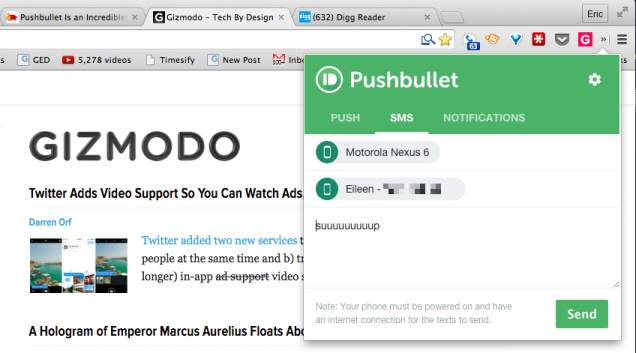 Pushbullet Is an Incredible
Gizmodo - Tech By Design
(632) Digg Reader
Eric
63
GED
5,278 videos
Timesify
New Post
100+
Inbo
ks
Pushbullet
PUSH
SMS
NOTIFICATIONS
Motorola Nexus 6
Eileen -
suuuuuuuuup
Note: Your phone must be powered on and have
an internet connection for the texts to send.
Send
GIZMODO
Twitter Adds Video Support So You Can Watch Ads
Darren Orf
Twitter added two new services t
people at the same time and b) tr
longer) in-app ad support video s
A Hologram of Emperor Marcus Aurelius Floats Abo